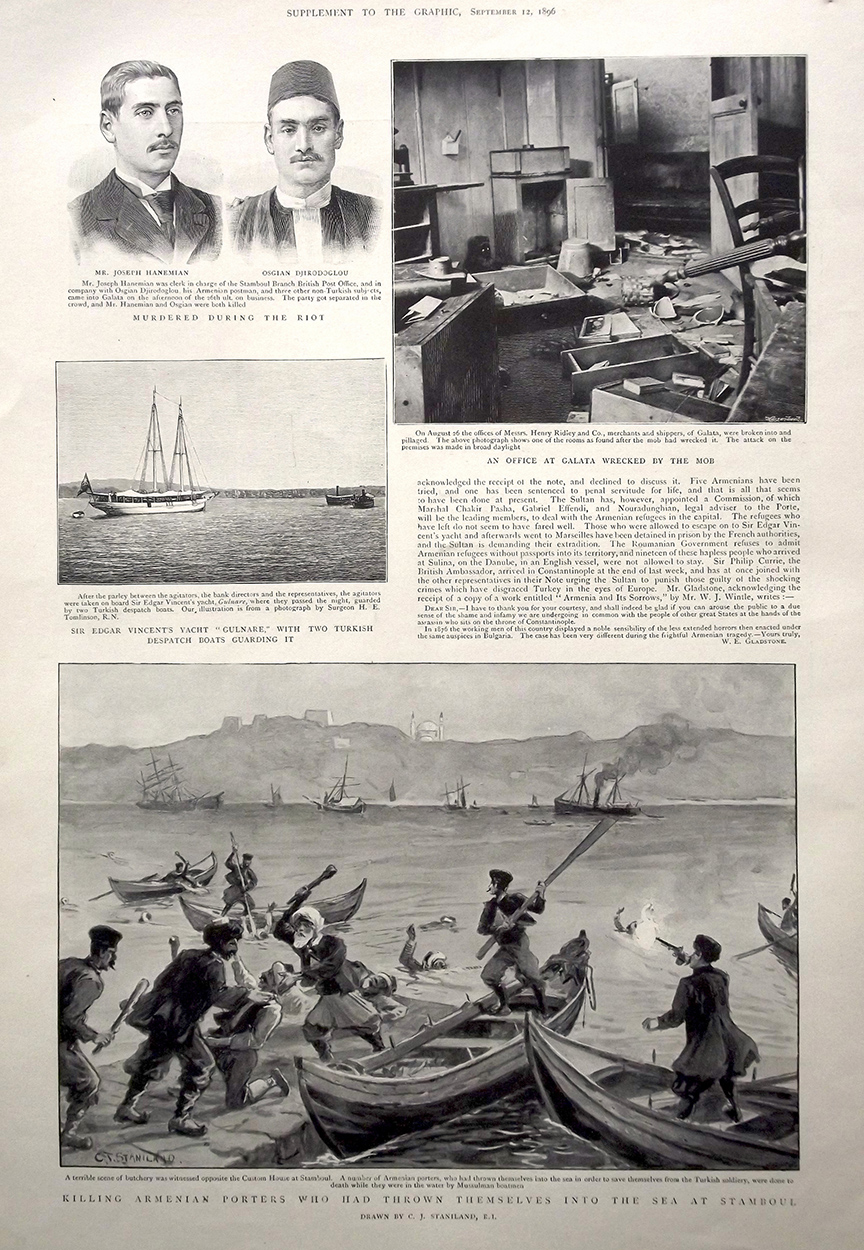 SUPPLEMENT TO THE GRAPHIC, SEPTEMBER 12, 1896
MR. JOSEPH HANEMIAN
OSGIAN DJIRODOGLOU
Mr. Joseph Hanemian was clerk in charge of the Stamboul Branch British Post Office, and in
company with Osgian Djirodoglou, his Armenian postman, and three other non-Turkish subjects,
came into Galata on the afternoon of the 26th ult. on business. The party got separated in the
crowd, and Mr. Hanemian and Osgian were both killed
MURDERED DURING THE RIOT
On August 26 the offices of Messrs. Henry Ridley and Co., merchants and shippers, of Galata, were broken into and
pillaged. The above photograph shows one of the rooms as found after the mob had wrecked it. The attack on the
premises was made in broad daylight
AN OFFICE AT GALATA WRECKED BY THE MOB
After the parley between the agitators, the bank directors and the representatives, the agitators
were taken on board Sir Edgar Vincent's yacht, Gulnare, where they passed the night, guarded
by two Turkish despatch boats. Our illustration is from a photograph by Surgeon H. E.
Tomlinson, R.N.
SIR EDGAR VINCENT'S YACHT "GULNARE," WITH TWO TURKISH
DESPATCH BOATS GUARDING IT
acknowledged the receipt of the note, and declined to discuss it. Five Armenians have been
tried, and one has been sentenced to penal servitude for life, and that is all that seems
to have been done at present. The Sultan has, however, appointed a Commission, of which
Marshal Chakir Pasha, Gabriel Effendi, and Nouradunghian, legal adviser to the Porte,
will be the leading members, to deal with the Armenian refugees in the capital. The refugees who
have left do not seem to have fared well. Those who were allowed to escape on to Sir Edgar Vin-
cent's yacht and afterwards went to Marseilles have been detained in prison by the French authorities,
and the Sultan is demanding their extradition. The Roumanian Government refuses to admit
Armenian refugees without passports into its territory, and nineteen of these hapless people who arrived
at Sulina, on the Danube, in an English vessel, were not allowed to stay. Sir Philip Currie, the
British Ambassador, arrived in Constantinople at the end of last week, and has at once joined with
the other representatives in their Note urging the Sultan to punish those guilty of the shocking
crimes which have disgraced Turkey in the eyes of Europe. Mr. Gladstone, acknowledging the
receipt of a copy of a work entitled "Armenia and Its Sorrows," by Mr. W. J. Wintle, writes :—
DEAR SIR,—I have to thank you for your courtesy, and shall indeed be glad if you can arouse the public to a due
sense of the shame and infamy we are undergoing in common with the people of other great States at the hands of the
assassin who sits on the throne of Constantinople.
In 1876 the working men of this country displayed a noble sensibility of the less extended horrors then enacted under
the same auspices in Bulgaria. The case has been very different during the frightful Armenian tragedy.—Yours truly,
W. E. GLADSTONE.
C.J. STANILAND.
A terrible scene of butchery was witnessed opposite the Custom House at Stamboul. A number of Armenian porters, who had thrown themselves into the sea in order to save themselves from the Turkish soldiery, were done to
death while they were in the water by Mussulman boatmen
KILLING ARMENIAN PORTERS WHO HAD THROWN THEMSELVES INTO THE SEA AT STAMBOUL
DRAWN BY C. J. STANILAND, R.I.